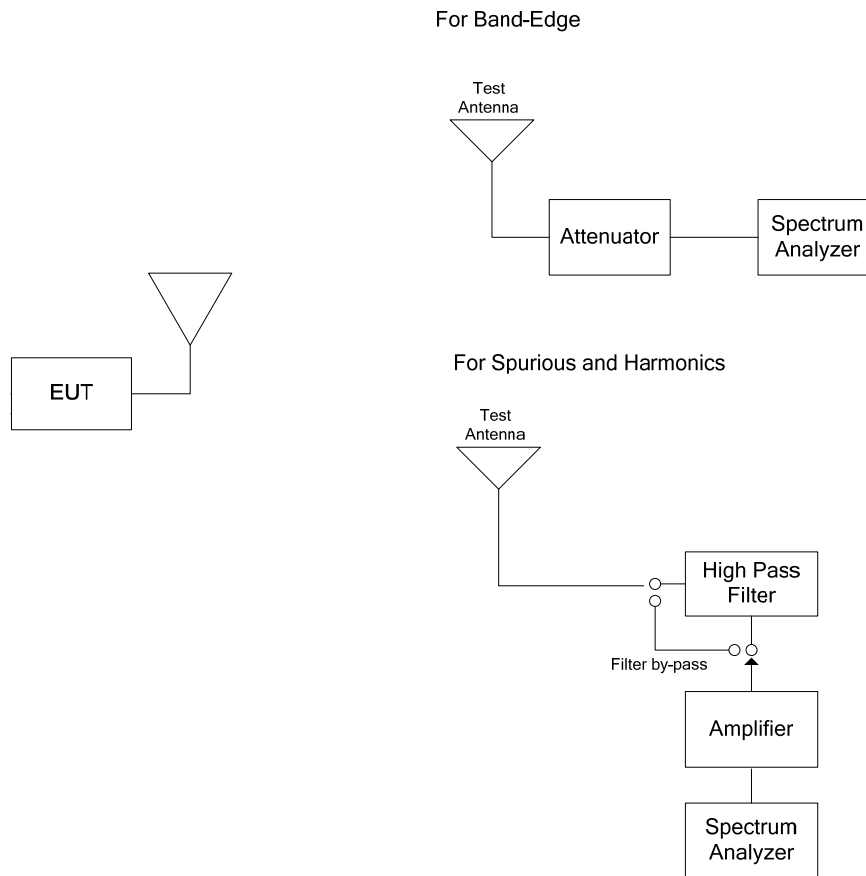 For Band-Edge
Test
Antenna
Attenuator
Spectrum
Analyzer
EUT
For Spurious and Harmonics
Test
Antenna
High Pass
Filter
Filter by-pass
Amplifier
Spectrum
Analyzer